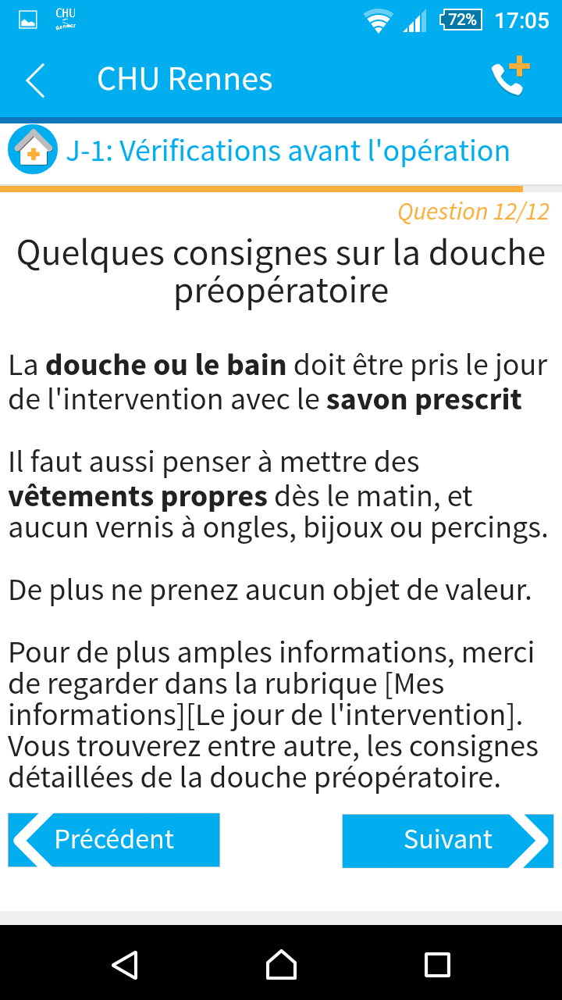 CHU
Rennes
72%
17:05
CHU Rennes
J-1: Vérifications avant l'opération
Question 12/12
Quelques consignes sur la douche
préopératoire
La douche ou le bain doit être pris le jour
de l'intervention avec le savon prescrit
Il faut aussi penser à mettre des
vêtements propres dès le matin, et
aucun vernis à ongles, bijoux ou percings.
De plus ne prenez aucun objet de valeur.
Pour de plus amples informations, merci
de regarder dans la rubrique [Mes
informations][Le jour de l'intervention].
Vous trouverez entre autre, les consignes
détaillées de la douche préopératoire.
Précédent
Suivant